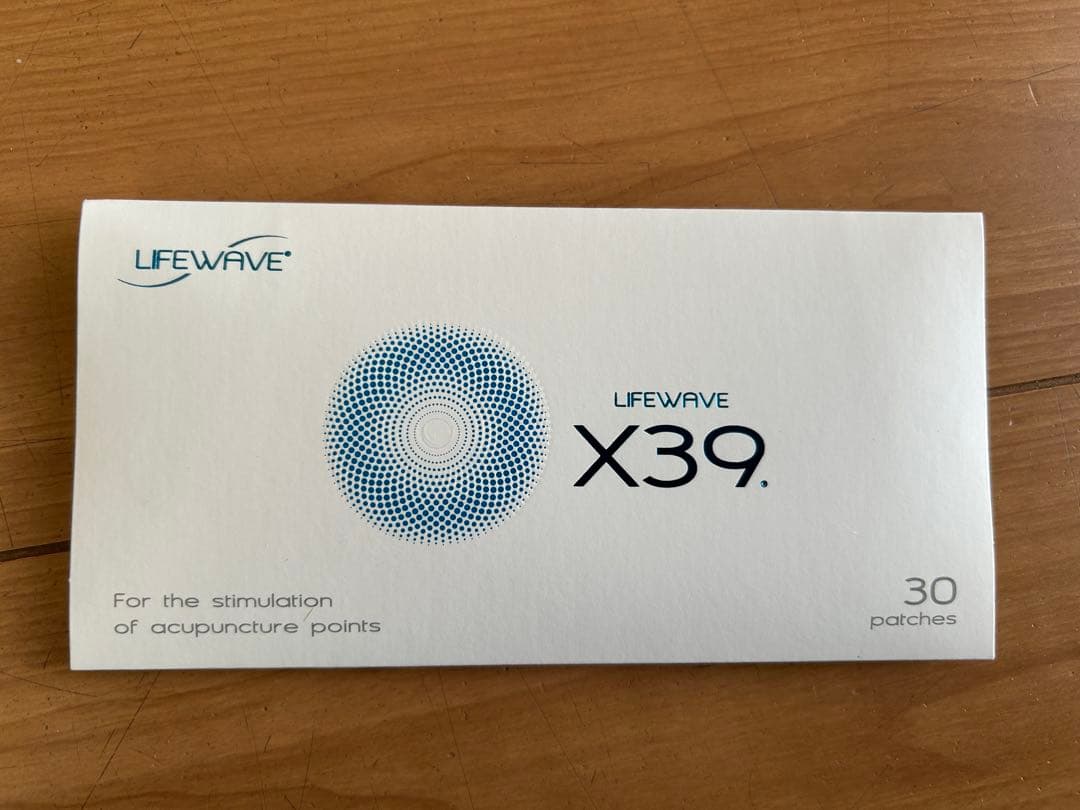 LIFEWAVE®
LIFEWAVE
X39.
For the stimulation
of acupuncture points
30
patches